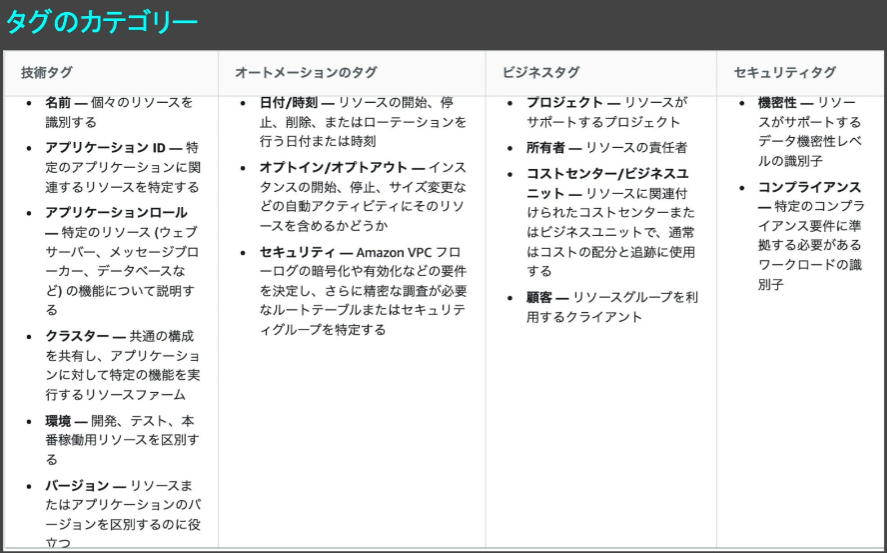 タグのカテゴリー
技術タグ
名前 — 個々のリソースを
識別する
アプリケーション ID — 特
定のアプリケーションに関
連するリソースを特定する
アプリケーションロール
— 特定のリソース (ウェブ
サーバー、メッセージブロ
ーカー、データベースな
ど) の機能について説明す
る
クラスター — 共通の構成
を共有し、アプリケーショ
ンに対して特定の機能を実
行するリソースファーム
環境 — 開発、テスト、本
番稼働用リソースを区別す
る
バージョン — リソースま
たはアプリケーションのバ
ージョンを区別するのに役
立つ
オートメーションのタグ
日付/時刻 — リソースの開始、停
止、削除、またはローテーションを
行う日付または時刻
オプトイン/オプトアウト — インス
タンスの開始、停止、サイズ変更な
どの自動アクティビティにそのリソ
ースを含めるかどうか
セキュリティ — Amazon VPC フロ
ーログの暗号化や有効化などの要件
を決定し、さらに精密な調査が必要
なルートテーブルまたはセキュリテ
ィグループを特定する
ビジネスタグ
プロジェクト — リソースが
サポートするプロジェクト
所有者 — リソースの責任者
コストセンター/ビジネスユ
ニット — リソースに関連付
けられたコストセンターまた
はビジネスユニットで、通常
はコストの配分と追跡に使用
する
顧客 — リソースグループを利
用するクライアント
セキュリティタグ
機密性 — リソー
スがサポートする
データ機密性レベ
ルの識別子
コンプライアンス
— 特定のコンプラ
イアンス要件に準
拠する必要がある
ワークロードの識
別子